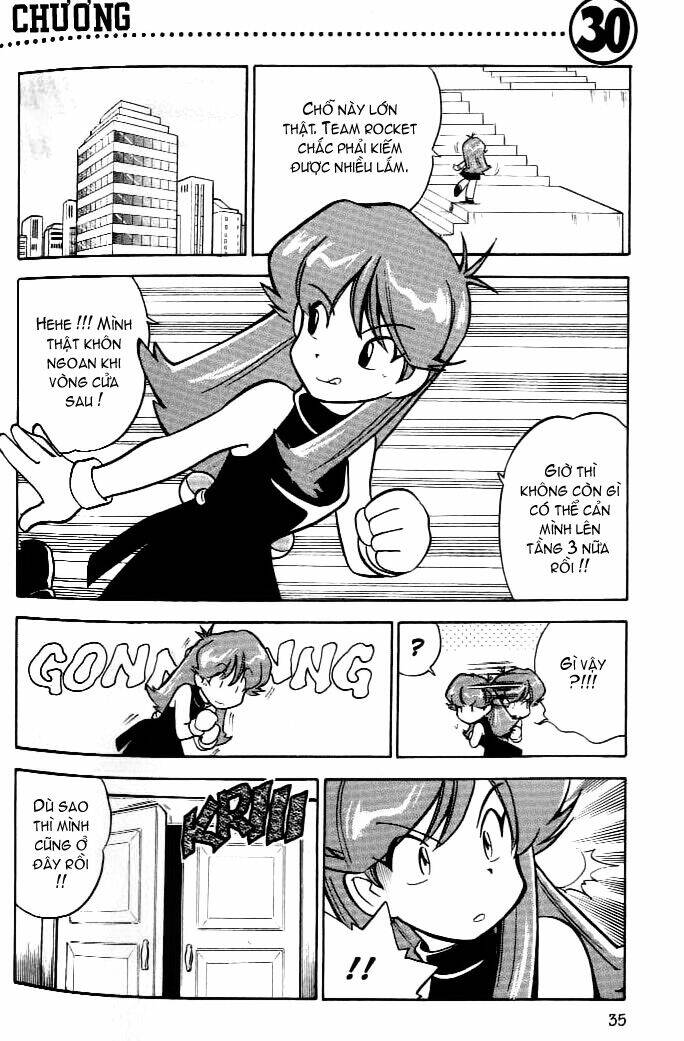 CHƯƠNG
30
CHỖ NÀY LỚN
THẬT. TEAM ROCKET
CHẮC PHẢI KIẾM
ĐƯỢC NHIỀU LẮM.
HEHE !!! MÌNH
THẬT KHÔN
NGOAN KHI
VÒNG CỬA
SAU !
GIỜ THÌ
KHÔNG CÒN GÌ
CÓ THỂ CẢN
MÌNH LÊN
TẦNG 3 NỮA
RỒI !!
?
GÌ VẬY
?!!!
DÙ SAO
THÌ MÌNH
CŨNG Ở
ĐÂY RỒI
!!
KRIII
!!
35